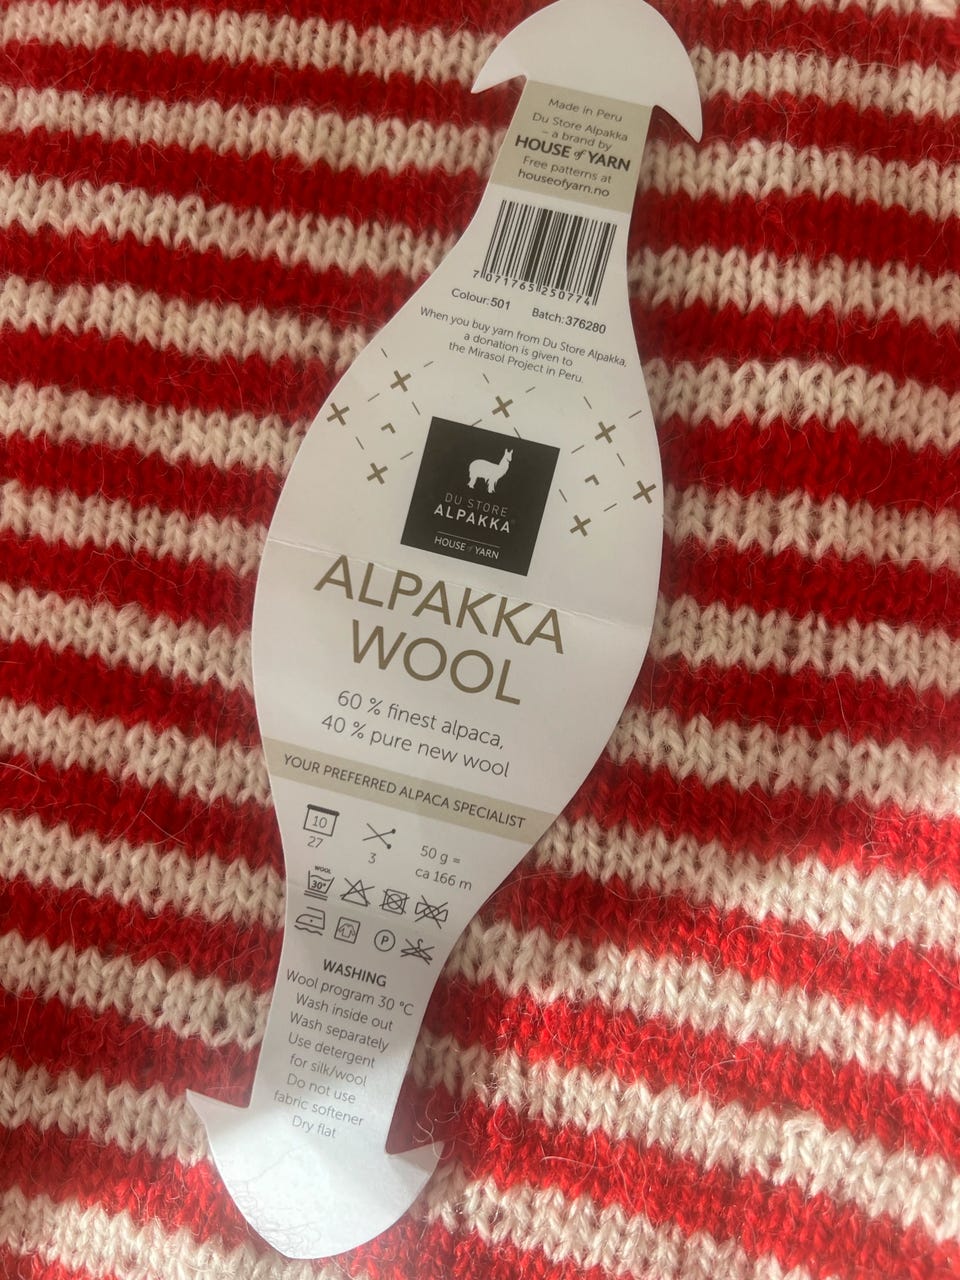 Made in Peru
Du Store Alpakka
– a brand by
HOUSE of YARN
Free patterns at
houseofyarn.no
7 071765 250774
Colour:501 Batch:376280
When you buy yarn from Du Store Alpakka,
a donation is given to
the Mirasol Project in Peru.
DU STORE
ALPAKKA
HOUSE of YARN
ALPAKKA
WOOL
60 % finest alpaca,
40 % pure new wool
YOUR PREFERRED ALPACA SPECIALIST
10
27
3
50 g =
ca 166 m
WOOL
30°
P
WASHING
Wool program 30 °C
Wash inside out
Wash separately
Use detergent
for silk/wool
Do not use
fabric softener
Dry flat